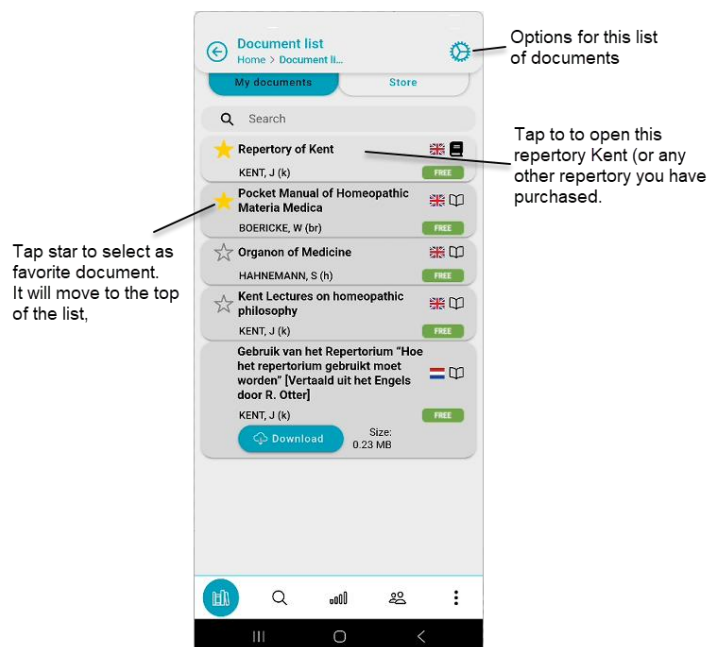 Document list
Home > Document li...
Options for this list
of documents
My documents
Store
Search
Repertory of Kent
KENT, J (k)
FREE
Tap to to open this
repertory Kent (or any
other repertory you have
purchased.
Pocket Manual of Homeopathic
Materia Medica
BOERICKE, W (br)
FREE
Tap star to select as
favorite document.
It will move to the top
of the list,
Organon of Medicine
HAHNEMANN, S (h)
FREE
Kent Lectures on homeopathic
philosophy
KENT, J (k)
FREE
Gebruik van het Repertorium "Hoe
het repertorium gebruikt moet
worden" [Vertaald uit het Engels
door R. Otter]
KENT, J (k)
FREE
Download
Size:
0.23 MB